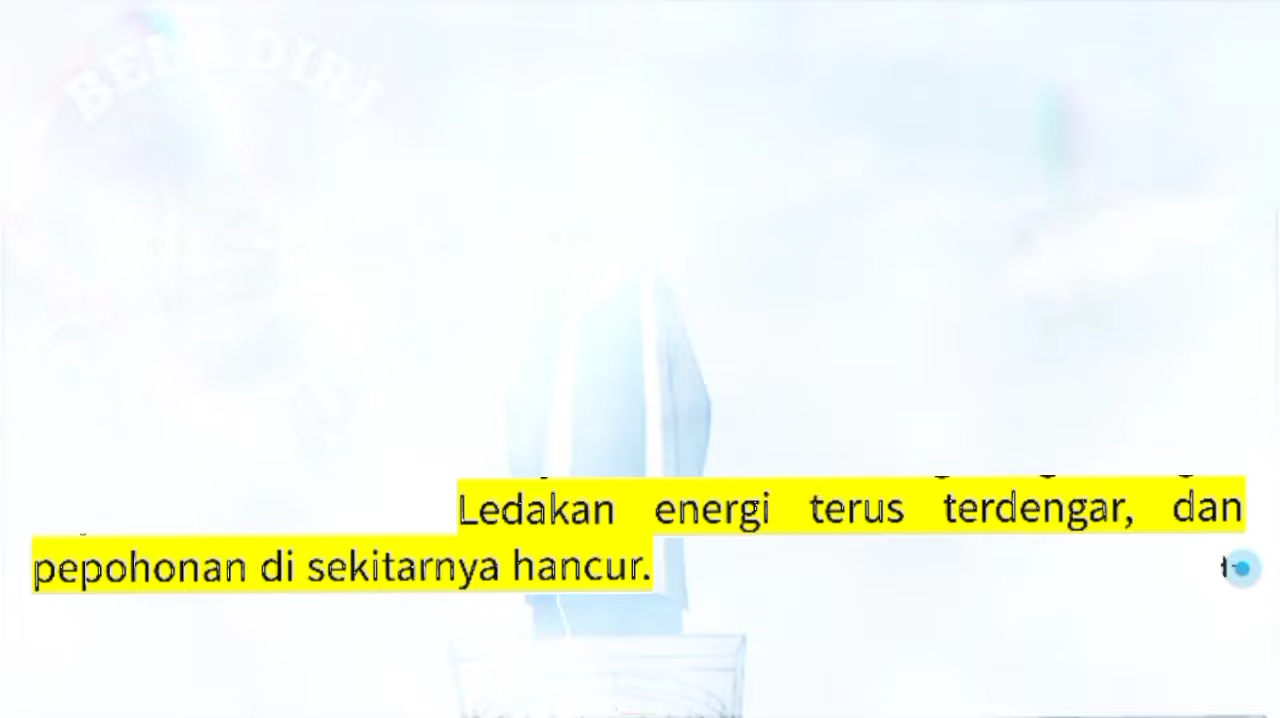 Ledakan energi terus terdengar, dan
pepohonan di sekitarnya hancur.